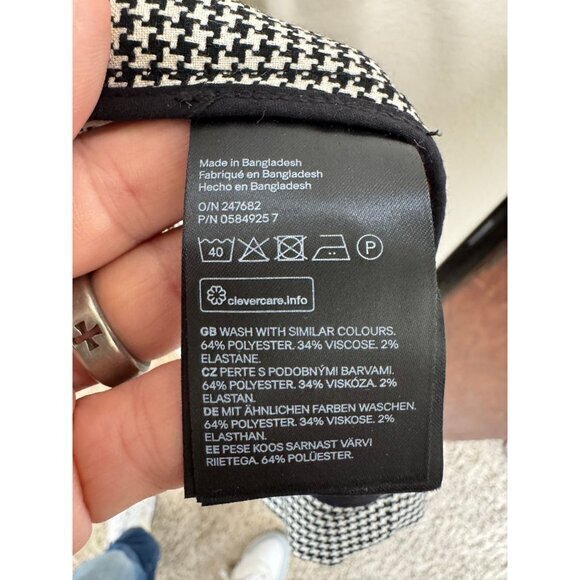 Made in Bangladesh
Fabriqué en Bangladesh
Hecho en Bangladesh
O/N 247682
P/N 0584925 7
40 P
clevercare.info
GB WASH WITH SIMILAR COLOURS.
64% POLYESTER. 34% VISCOSE. 2%
ELASTANE.
CZ PERTE S PODOBNÝMI BARVAMI.
64% POLYESTER. 34% VISKÓZA. 2%
ELASTAN.
DE MIT ÄHNLICHEN FARBEN WASCHEN.
64% POLYESTER. 34% VISKOSE. 2%
ELASTHAN.
EE PESE KOOS SARNAST VÄRVI
RIIETEGA. 64% POLÜESTER.